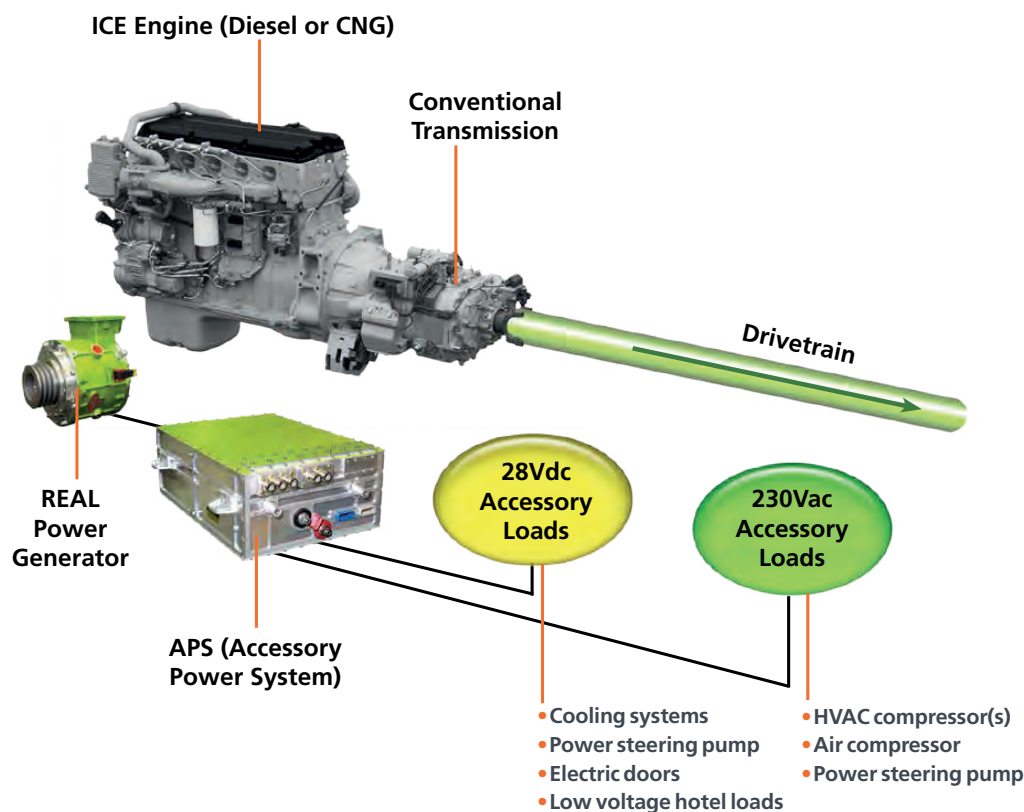 ICE Engine (Diesel or CNG)
Conventional
Transmission
Drivetrain
REAL
Power
Generator
APS (Accessory
Power System)
28Vdc
Accessory
Loads
230Vac
Accessory
Loads
•Cooling systems
•Power steering pump
•Electric doors
•Low voltage hotel loads
•HVAC compressor(s)
•Air compressor
•Power steering pump